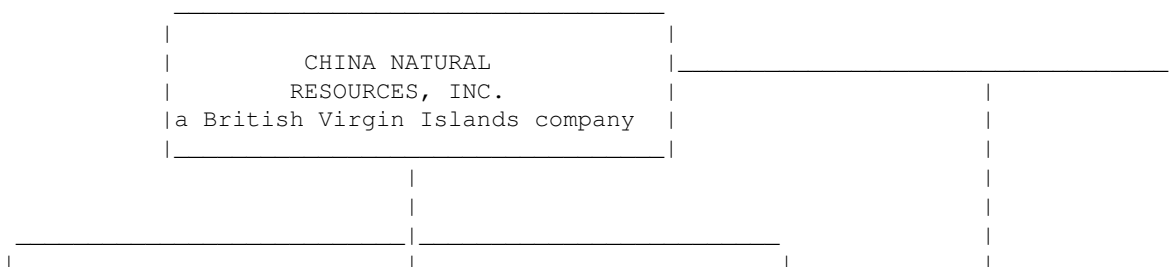 CHINA NATURAL
RESOURCES, INC.
a British Virgin Islands company